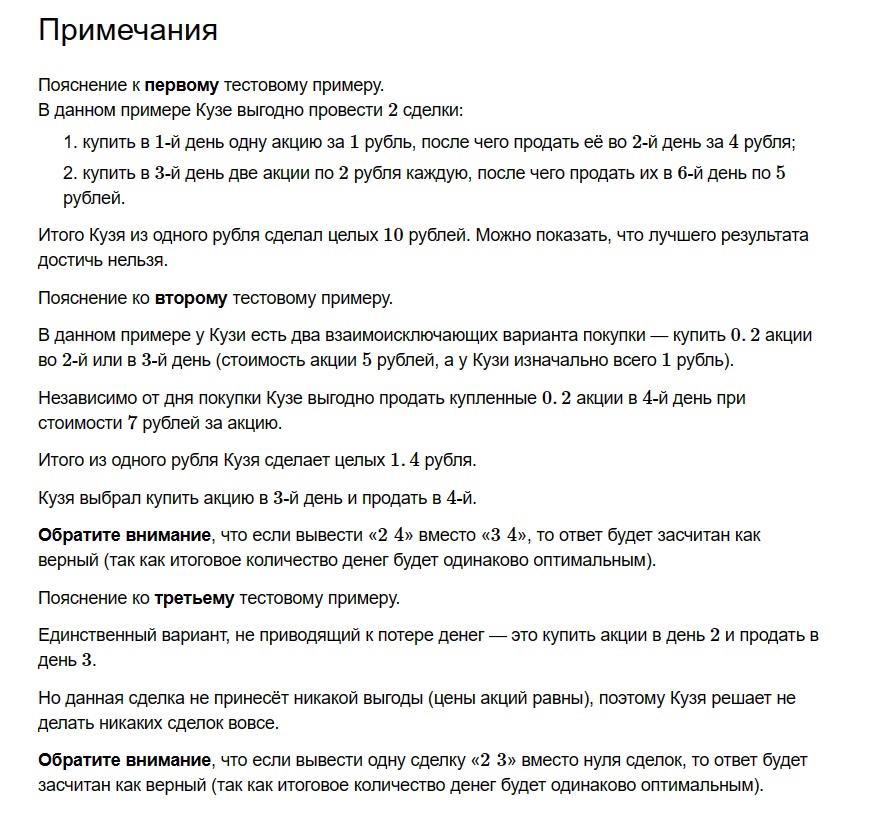 Примечания
Пояснение к первому тестовому примеру.
В данном примере Кузе выгодно провести 2 сделки:
1. купить в 1-й день одну акцию за 1 рубль, после чего продать её во 2-й день за 4 рубля;
2. купить в 3-й день две акции по 2 рубля каждую, после чего продать их в 6-й день по 5
рублей.
Итого Кузя из одного рубля сделал целых 10 рублей. Можно показать, что лучшего результата
достичь нельзя.
Пояснение ко второму тестовому примеру.
В данном примере у Кузи есть два взаимоисключающих варианта покупки — купить 0.2 акции
во 2-й или в 3-й день (стоимость акции 5 рублей, а у Кузи изначально всего 1 рубль).
Независимо от дня покупки Кузе выгодно продать купленные 0.2 акции в 4-й день при
стоимости 7 рублей за акцию.
Итого из одного рубля Кузя сделает целых 1.4 рубля.
Кузя выбрал купить акцию в 3-й день и продать в 4-й.
Обратите внимание, что если вывести «2 4» вместо «3 4», то ответ будет засчитан как
верный (так как итоговое количество денег будет одинаково оптимальным).
Пояснение ко третьему тестовому примеру.
Единственный вариант, не приводящий к потере денег — это купить акции в день 2 и продать в
день 3.
Но данная сделка не принесёт никакой выгоды (цены акций равны), поэтому Кузя решает не
делать никаких сделок вовсе.
Обратите внимание, что если вывести одну сделку «2 3» вместо нуля сделок, то ответ будет
засчитан как верный (так как итоговое количество денег будет одинаково оптимальным).